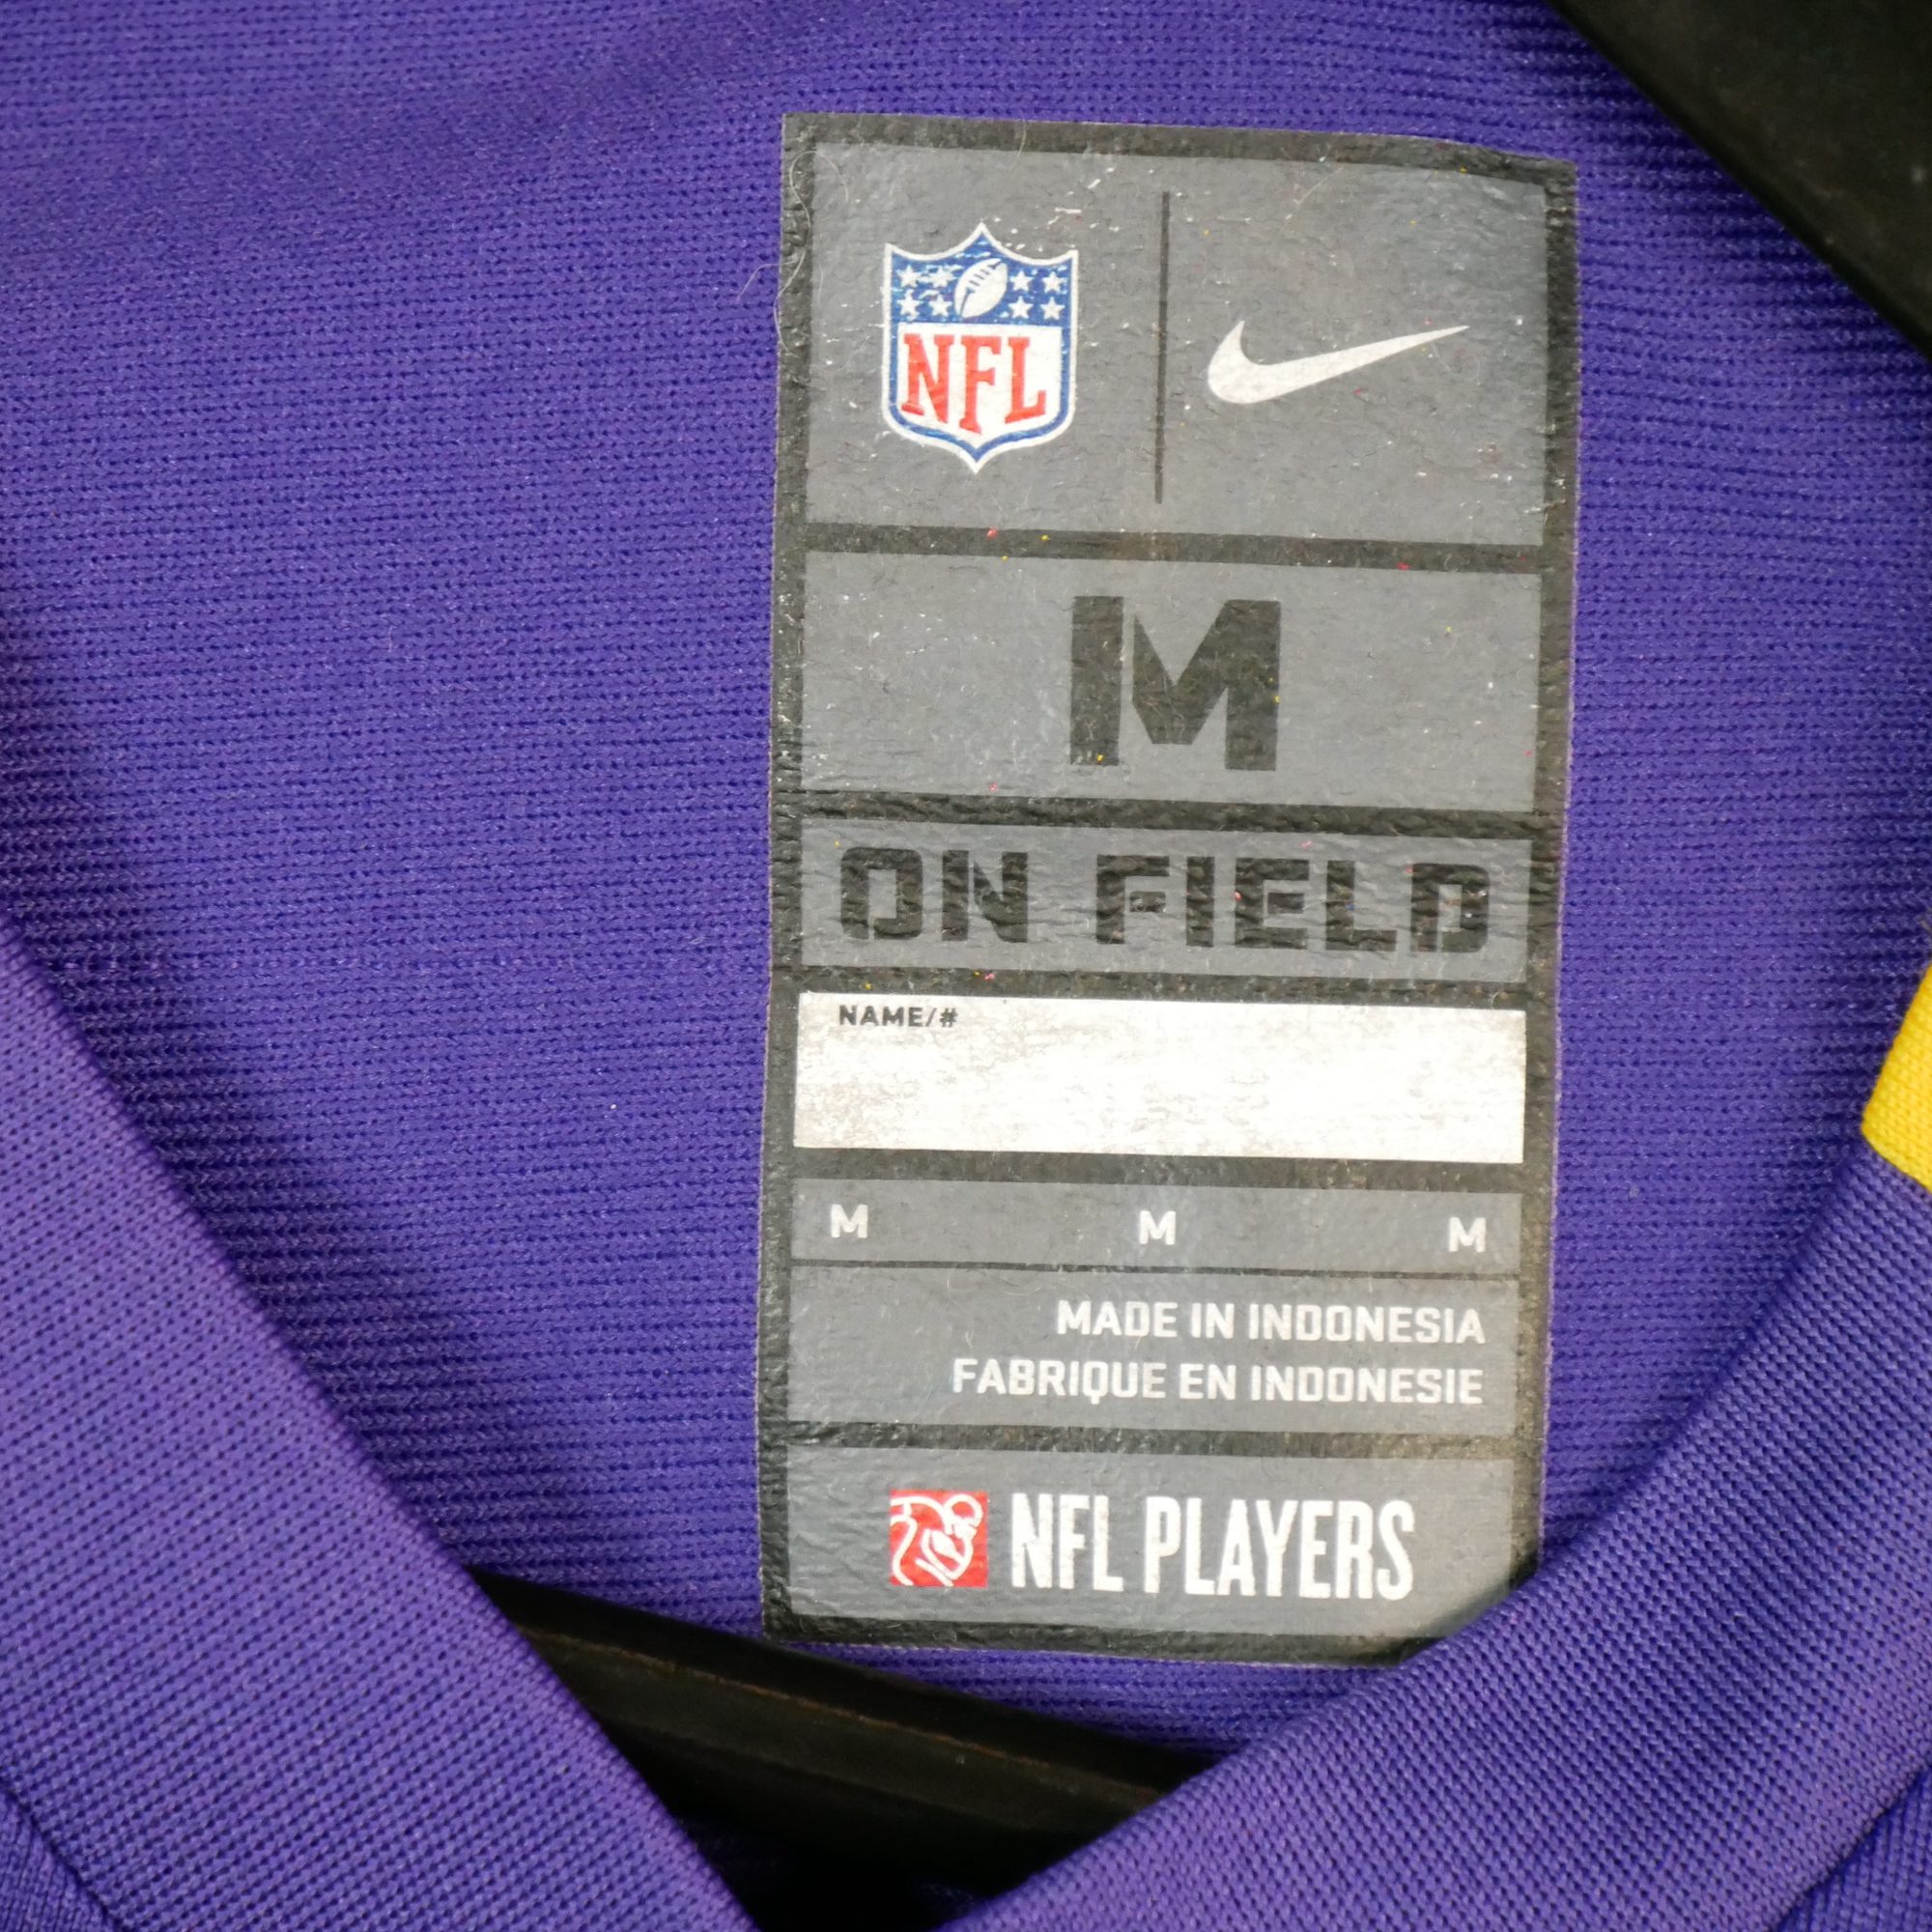 NFL
M
ON FIELD
NAME/#
M M M
MADE IN INDONESIA
FABRIQUE EN INDONESIE
NFL PLAYERS